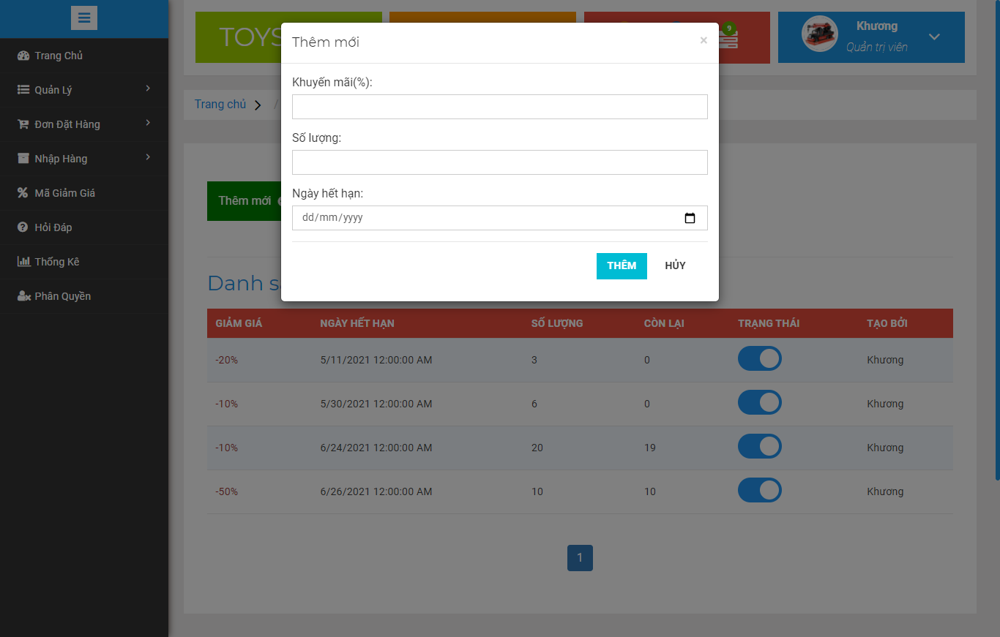 TOYS
9
Khương
Quản trị viên
Trang Chủ
Quản Lý
Đơn Đặt Hàng
Nhập Hàng
Mã Giảm Giá
Hỏi Đáp
Thống Kê
Phân Quyền
Trang chủ
/
Thêm mới
Thêm mới
×
Khuyến mãi(%):
Số lượng:
Ngày hết hạn:
dd/mm/yyyy
THÊM HỦY
Danh
GIẢM GIÁ NGÀY HẾT HẠN SỐ LƯỢNG CÒN LẠI TRẠNG THÁI TẠO BỞI
-20% 5/11/2021 12:00:00 AM 3 0 Khương
-10% 5/30/2021 12:00:00 AM 6 0 Khương
-10% 6/24/2021 12:00:00 AM 20 19 Khương
-50% 6/26/2021 12:00:00 AM 10 10 Khương
1